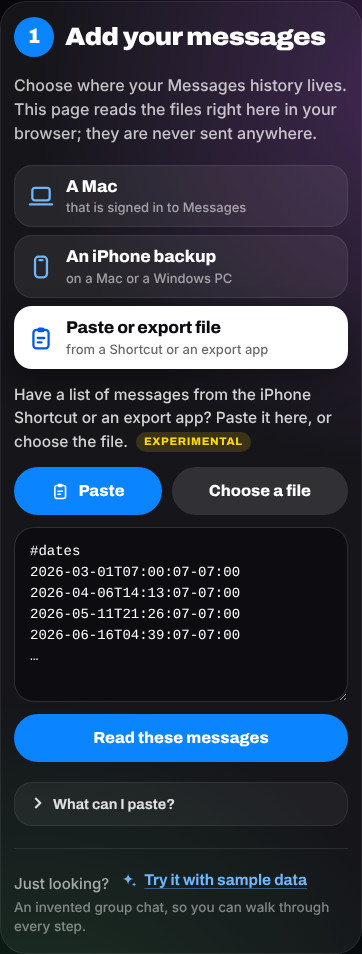 1 Add your messages
Choose where your Messages history lives.
This page reads the files right here in your
browser; they are never sent anywhere.
A Mac
that is signed in to Messages
An iPhone backup
on a Mac or a Windows PC
Paste or export file
from a Shortcut or an export app
Have a list of messages from the iPhone
Shortcut or an export app? Paste it here, or
choose the file. EXPERIMENTAL
Paste Choose a file
#dates
2026-03-01T07:00:07-07:00
2026-04-06T14:13:07-07:00
2026-05-11T21:26:07-07:00
2026-06-16T04:39:07-07:00
…
Read these messages
What can I paste?
Just looking? Try it with sample data
An invented group chat, so you can walk through
every step.